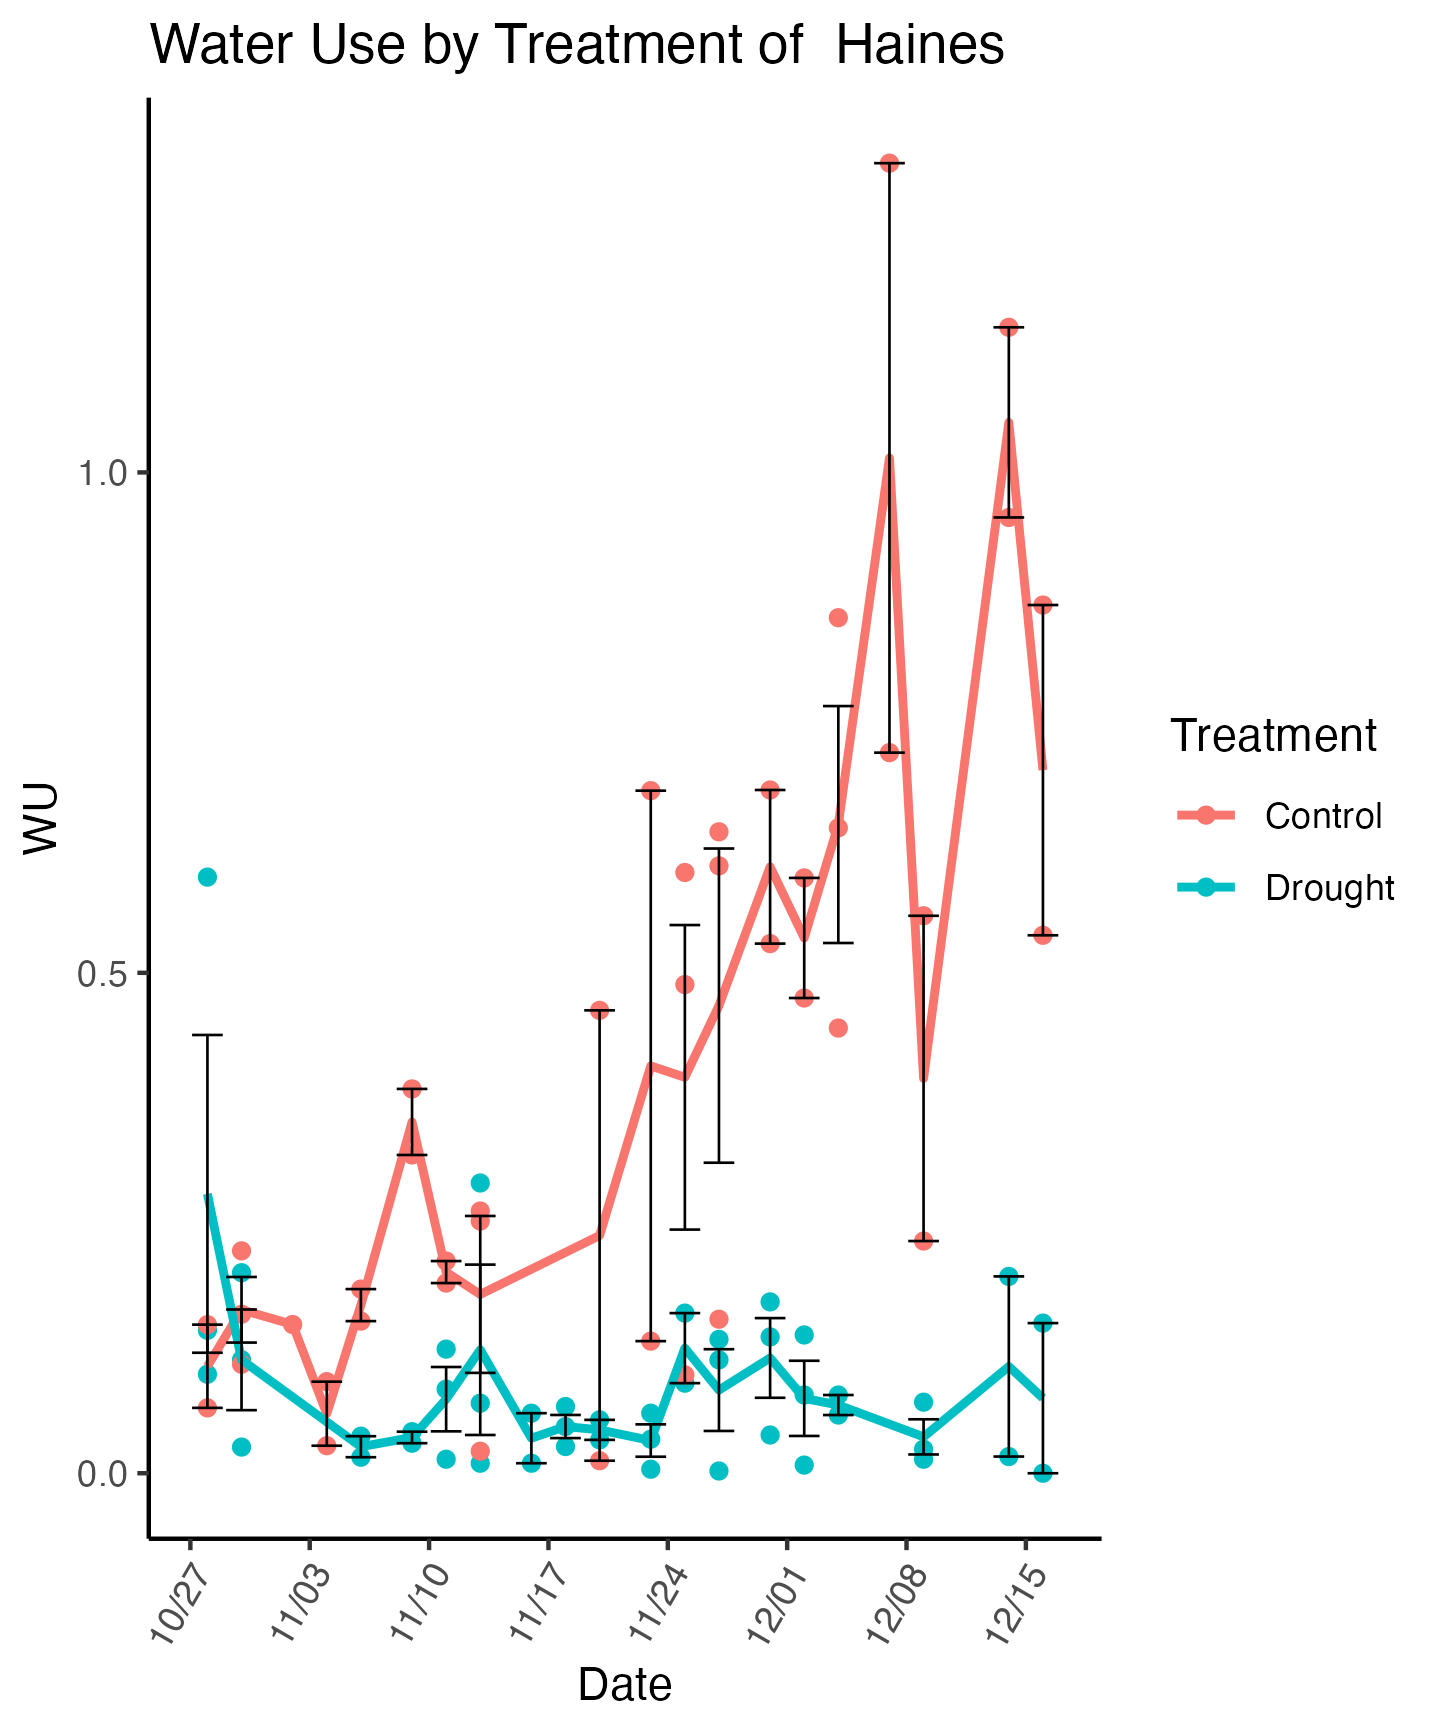 Water Use by Treatment of  Haines
WU
1.0
0.5
0.0
10/27
11/03
11/10
11/17
11/24
12/01
12/08
12/15
Date
Treatment
Control
Drought